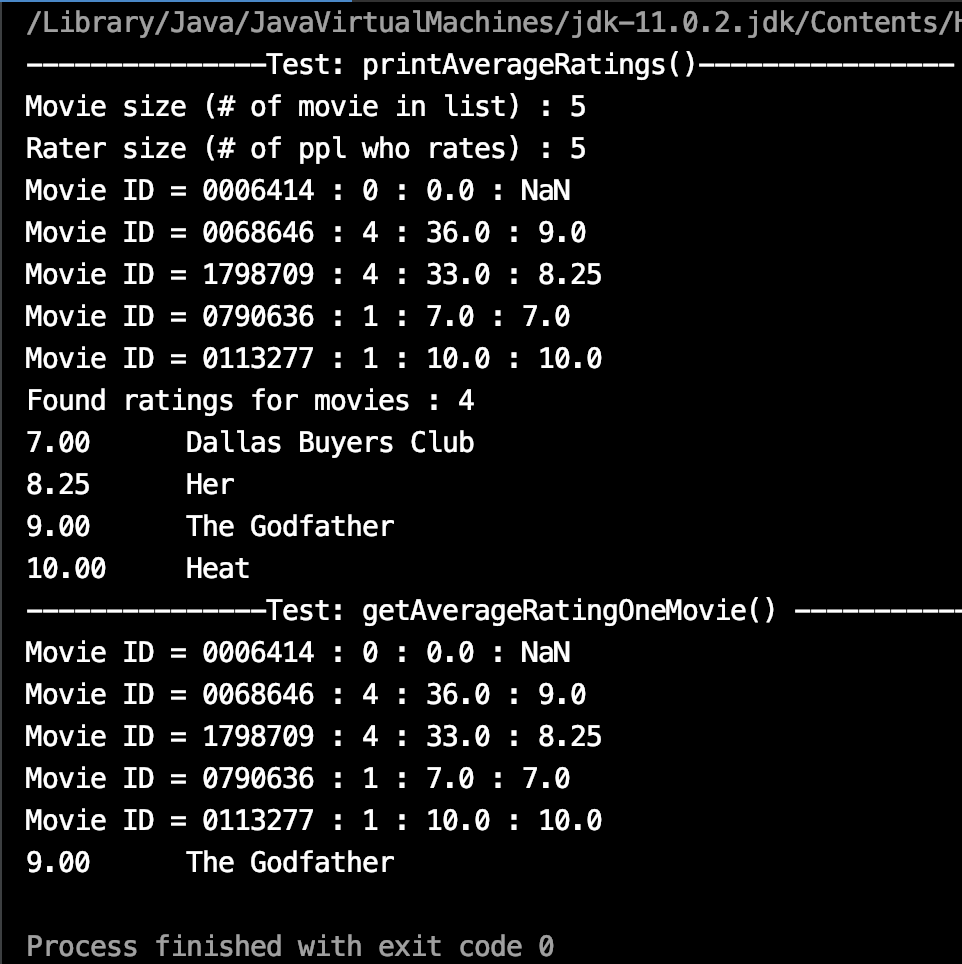 /Library/Java/JavaVirtualMachines/jdk-11.0.2.jdk/Contents/H
---------------Test: printAverageRatings()----------------
Movie size (# of movie in list) : 5
Rater size (# of ppl who rates) : 5
Movie ID = 0006414 : 0 : 0.0 : NaN
Movie ID = 0068646 : 4 : 36.0 : 9.0
Movie ID = 1798709 : 4 : 33.0 : 8.25
Movie ID = 0790636 : 1 : 7.0 : 7.0
Movie ID = 0113277 : 1 : 10.0 : 10.0
Found ratings for movies : 4
7.00      Dallas Buyers Club
8.25      Her
9.00      The Godfather
10.00     Heat
---------------Test: getAverageRatingOneMovie() -----------
Movie ID = 0006414 : 0 : 0.0 : NaN
Movie ID = 0068646 : 4 : 36.0 : 9.0
Movie ID = 1798709 : 4 : 33.0 : 8.25
Movie ID = 0790636 : 1 : 7.0 : 7.0
Movie ID = 0113277 : 1 : 10.0 : 10.0
9.00      The Godfather
Process finished with exit code 0